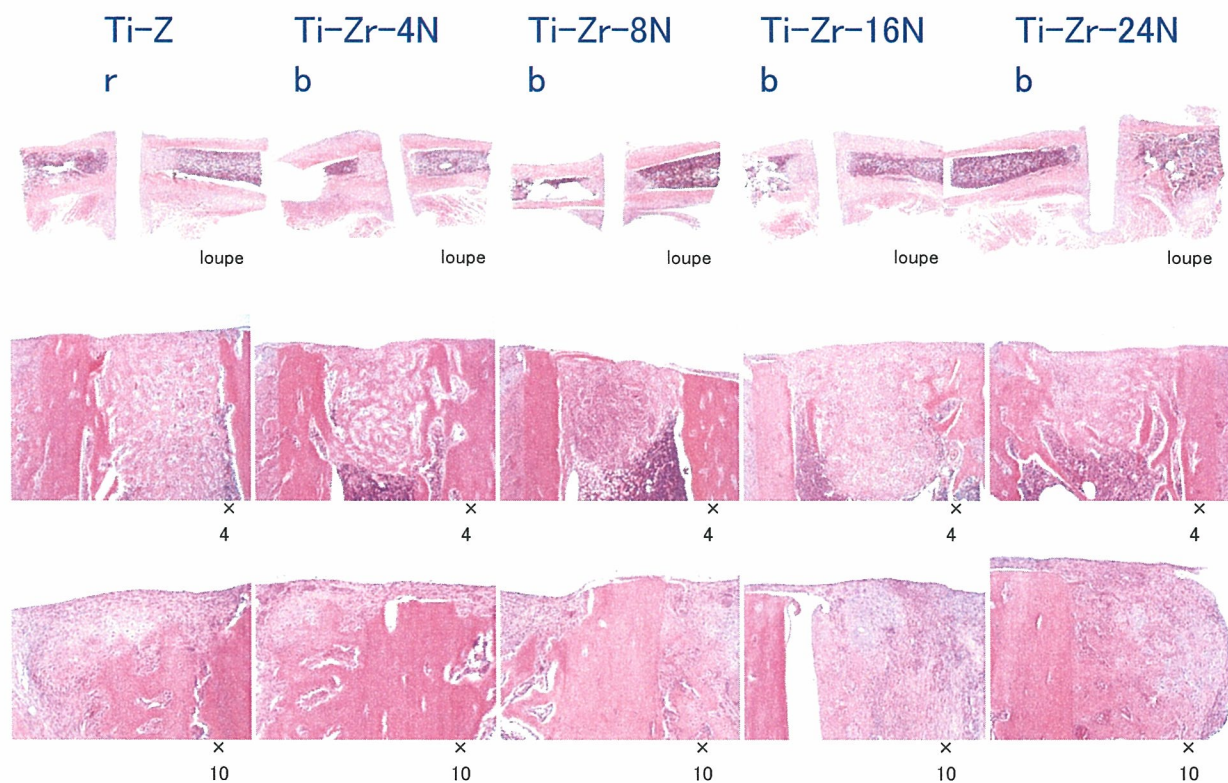 Ti-Z Ti-Zr-4N Ti-Zr-8N Ti-Zr-16N Ti-Zr-24N
r b b b b
loupe loupe loupe loupe loupe
× × × × ×
4 4 4 4 4
× × × × ×
10 10 10 10 10